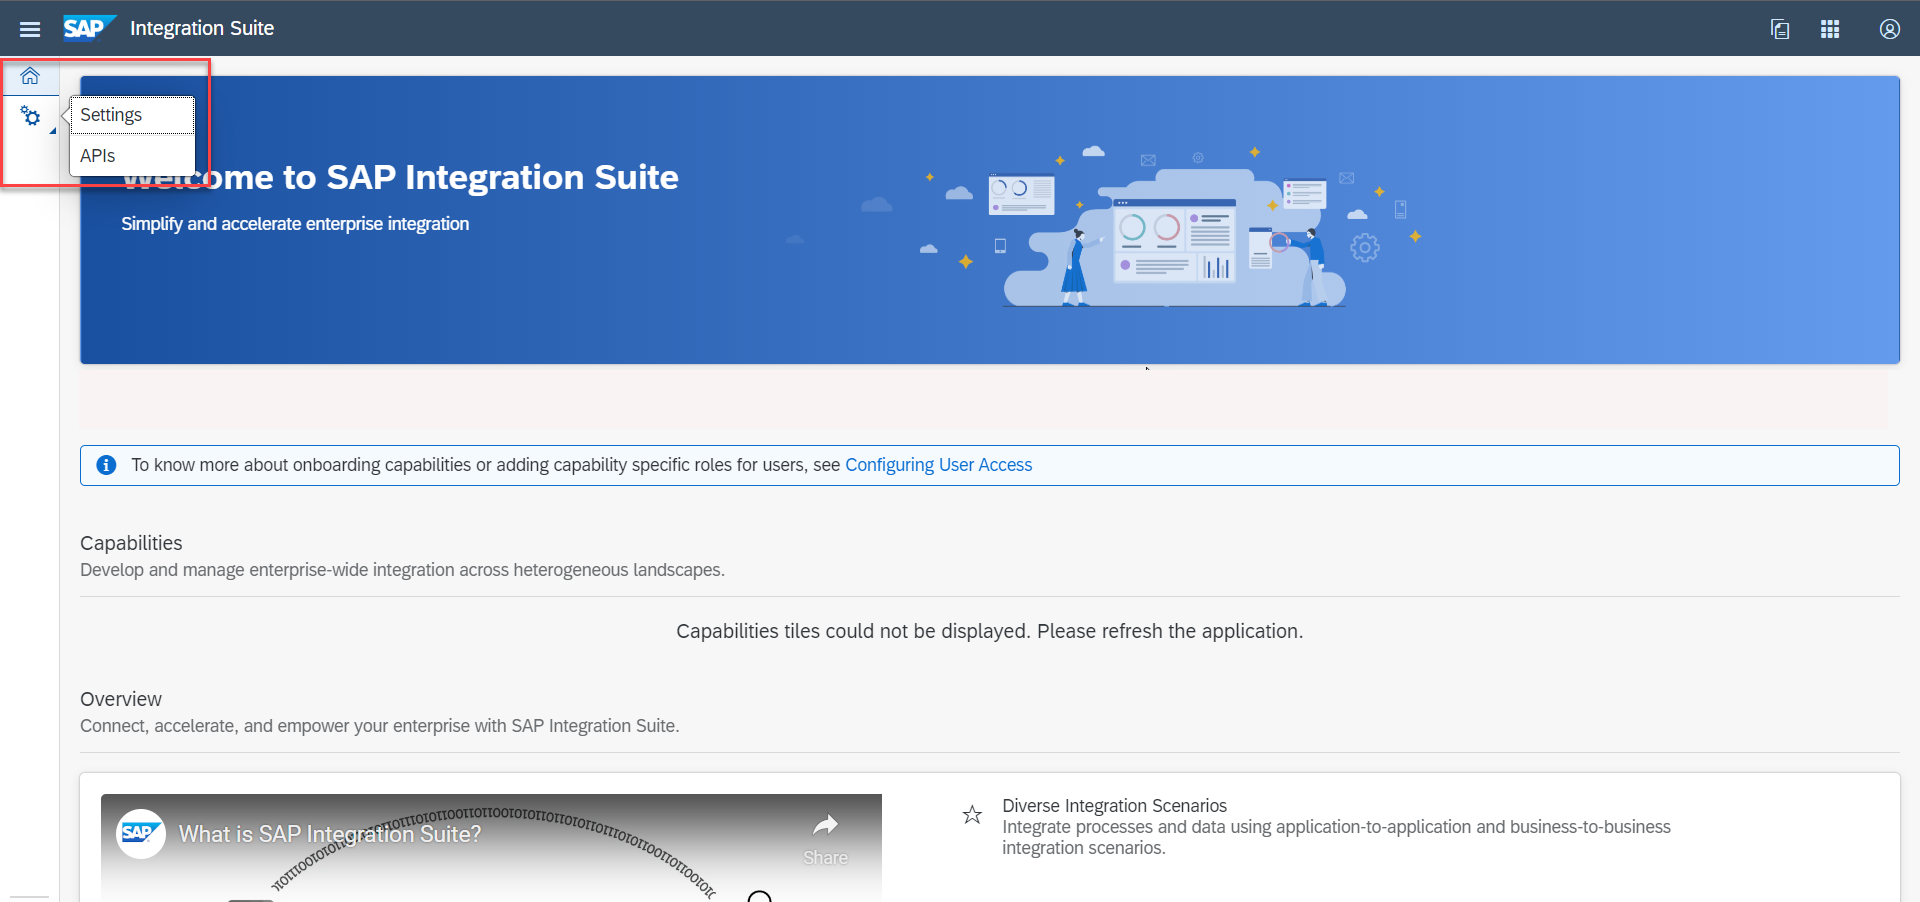 SAP Integration Suite
Settings
APIs
Welcome to SAP Integration Suite
Simplify and accelerate enterprise integration
To know more about onboarding capabilities or adding capability specific roles for users, see Configuring User Access
Capabilities
Develop and manage enterprise-wide integration across heterogeneous landscapes.
Capabilities tiles could not be displayed. Please refresh the application.
Overview
Connect, accelerate, and empower your enterprise with SAP Integration Suite.
SAP What is SAP Integration Suite?
Share
Diverse Integration Scenarios
Integrate processes and data using application-to-application and business-to-business
integration scenarios.